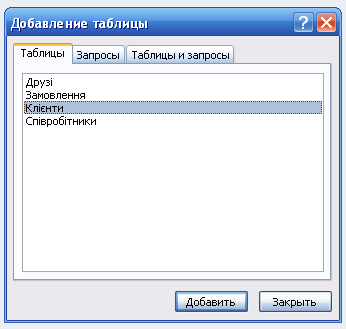 Добавление таблицы
Таблицы Запросы Таблицы и запросы
Друзі
Замовлення
Клієнти
Співробітники
Добавить Закрыть